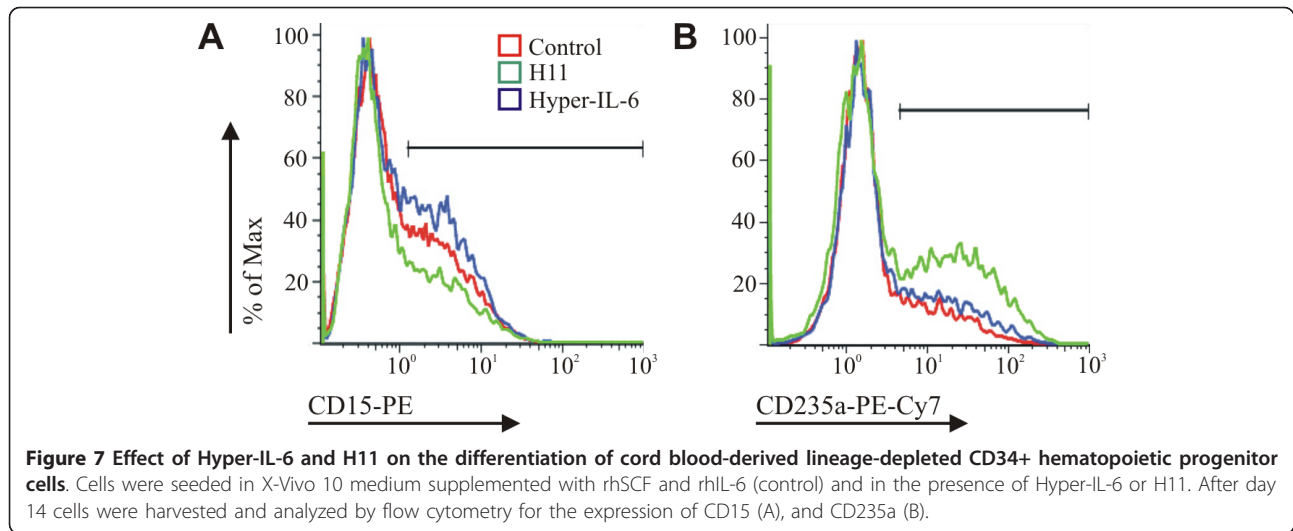 A
100
80
60
40
20
% of Max
10⁰
10¹
10²
10³
CD15-PE
Control
H11
Hyper-IL-6
B
100
80
60
40
20
10⁰
10¹
10²
10³
CD235a-PE-Cy7
Figure 7 Effect of Hyper-IL-6 and H11 on the differentiation of cord blood-derived lineage-depleted CD34+ hematopoietic progenitor
cells. Cells were seeded in X-Vivo 10 medium supplemented with rhSCF and rhIL-6 (control) and in the presence of Hyper-IL-6 or H11. After day
14 cells were harvested and analyzed by flow cytometry for the expression of CD15 (A), and CD235a (B).